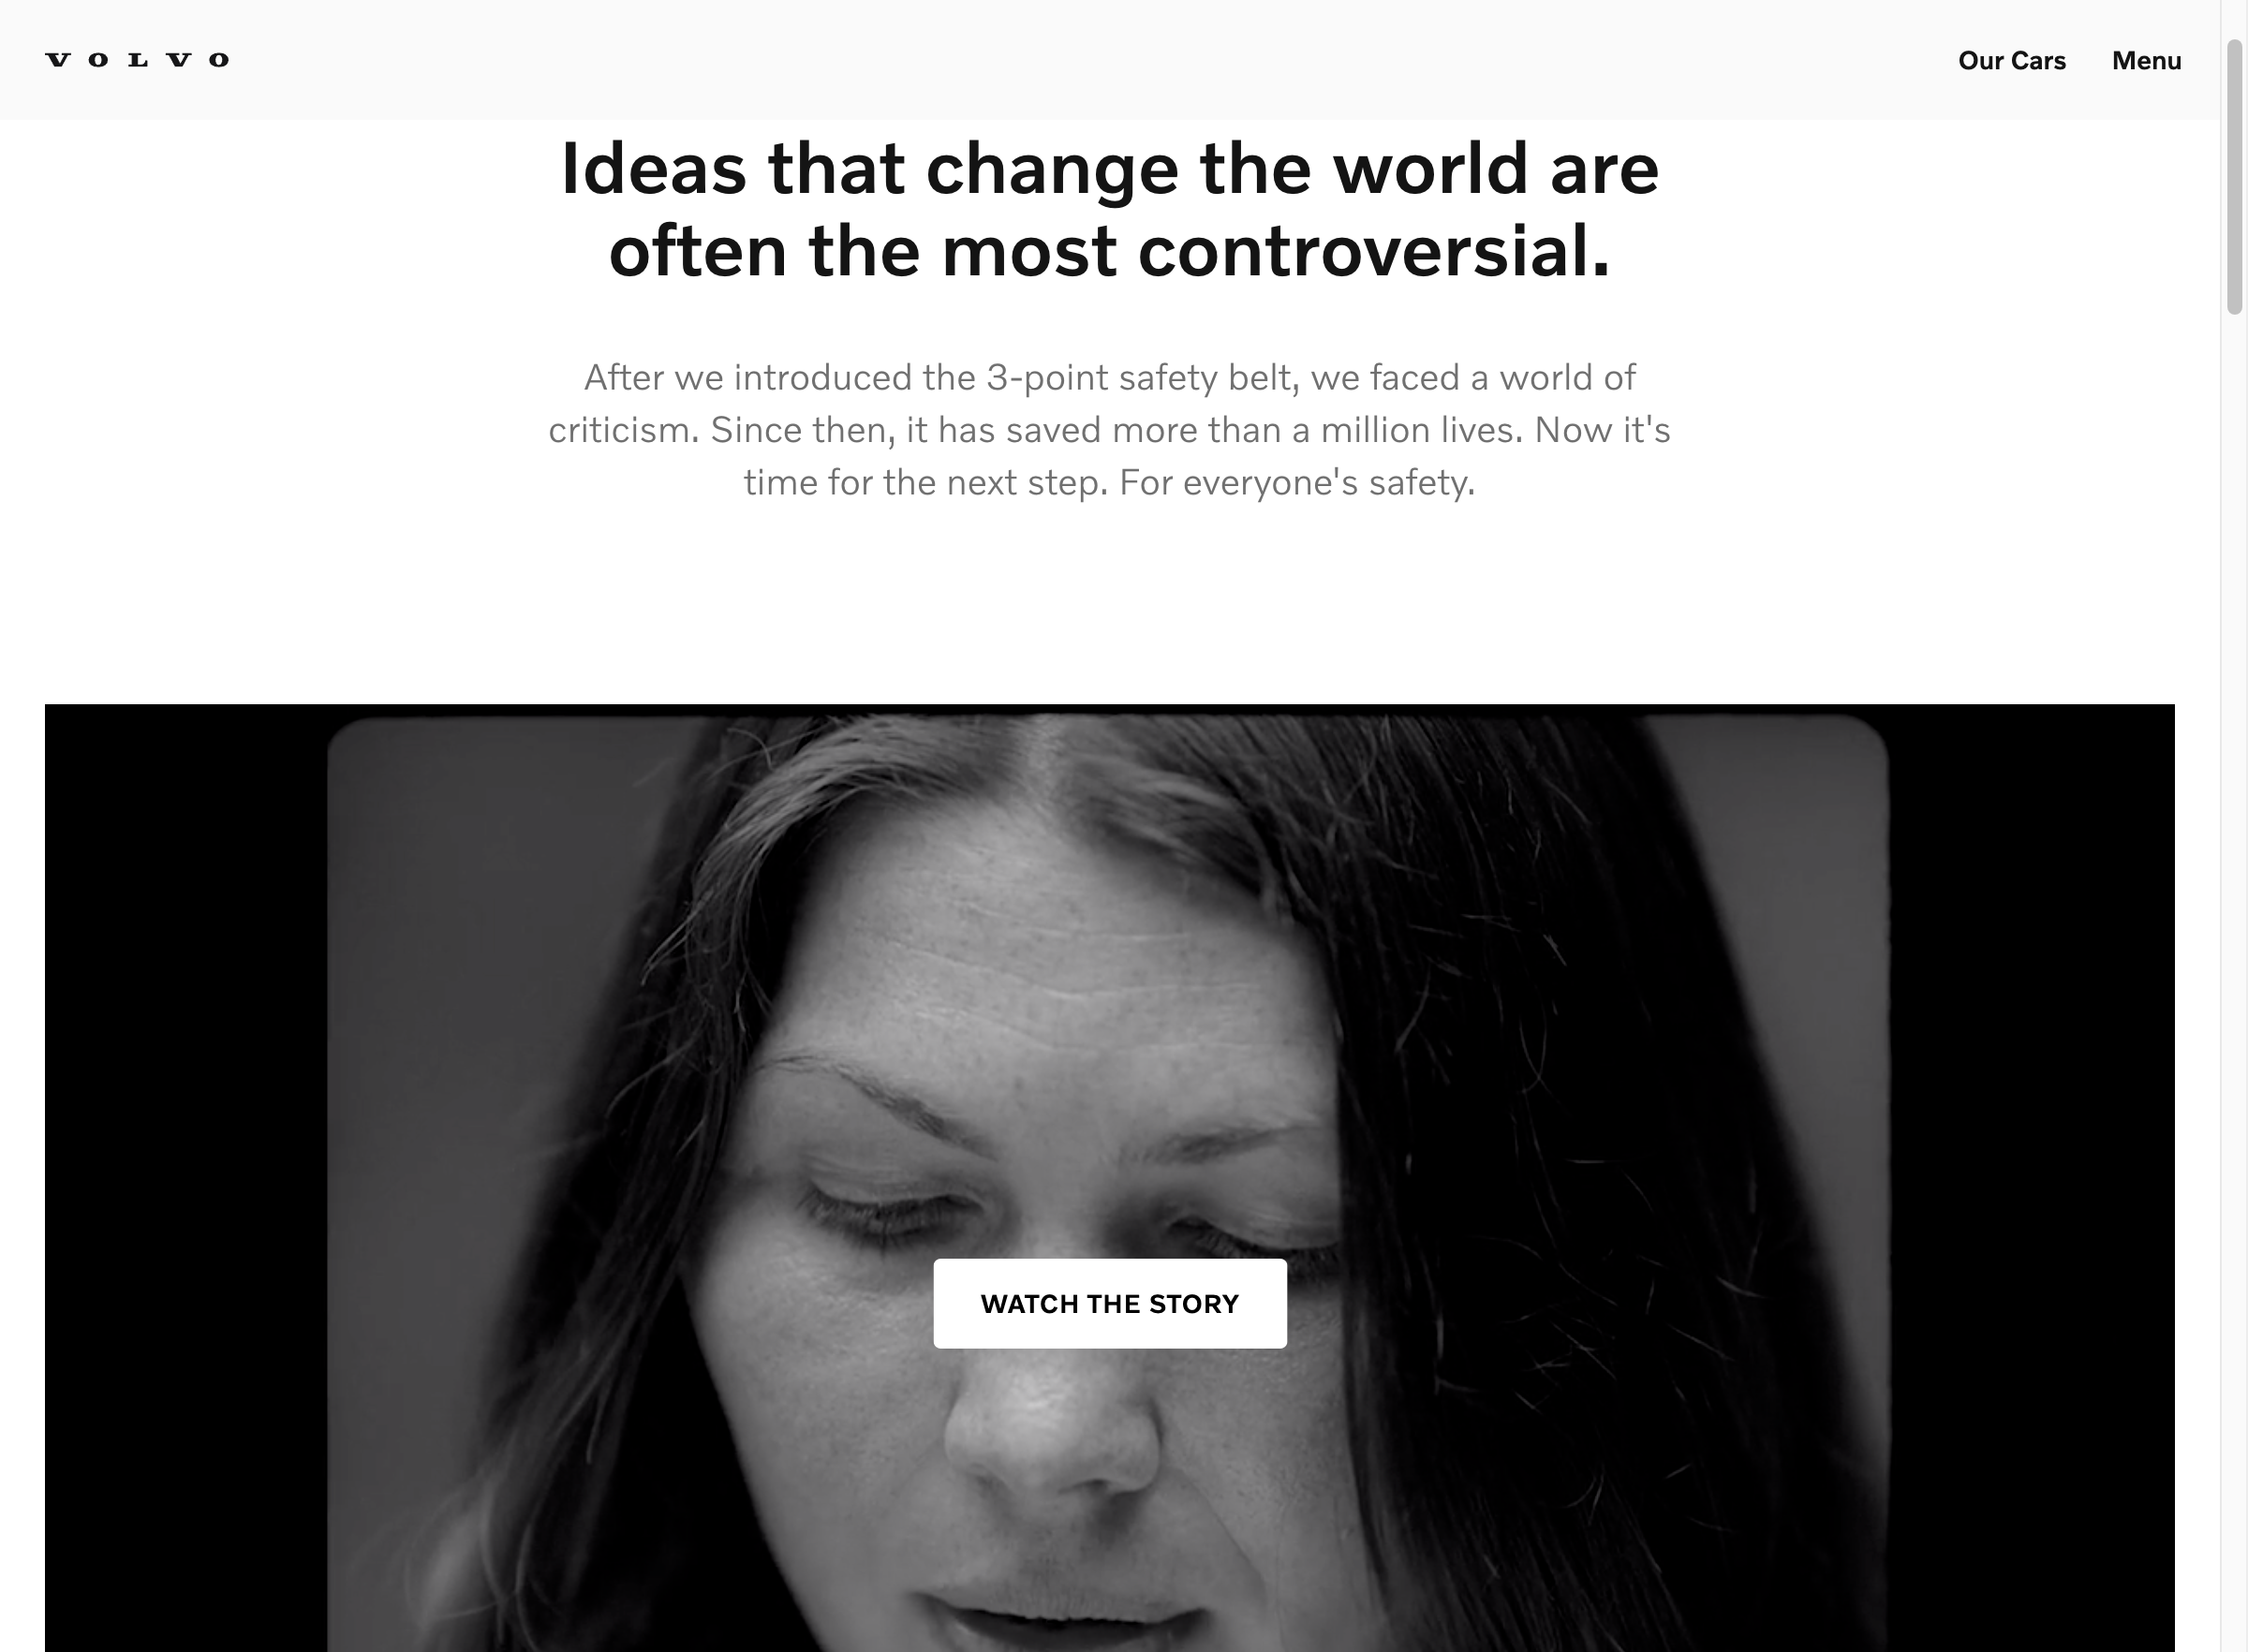 VOLVO
Our Cars
Menu
Ideas that change the world are
often the most controversial.
After we introduced the 3-point safety belt, we faced a world of
criticism. Since then, it has saved more than a million lives. Now it's
time for the next step. For everyone's safety.
WATCH THE STORY